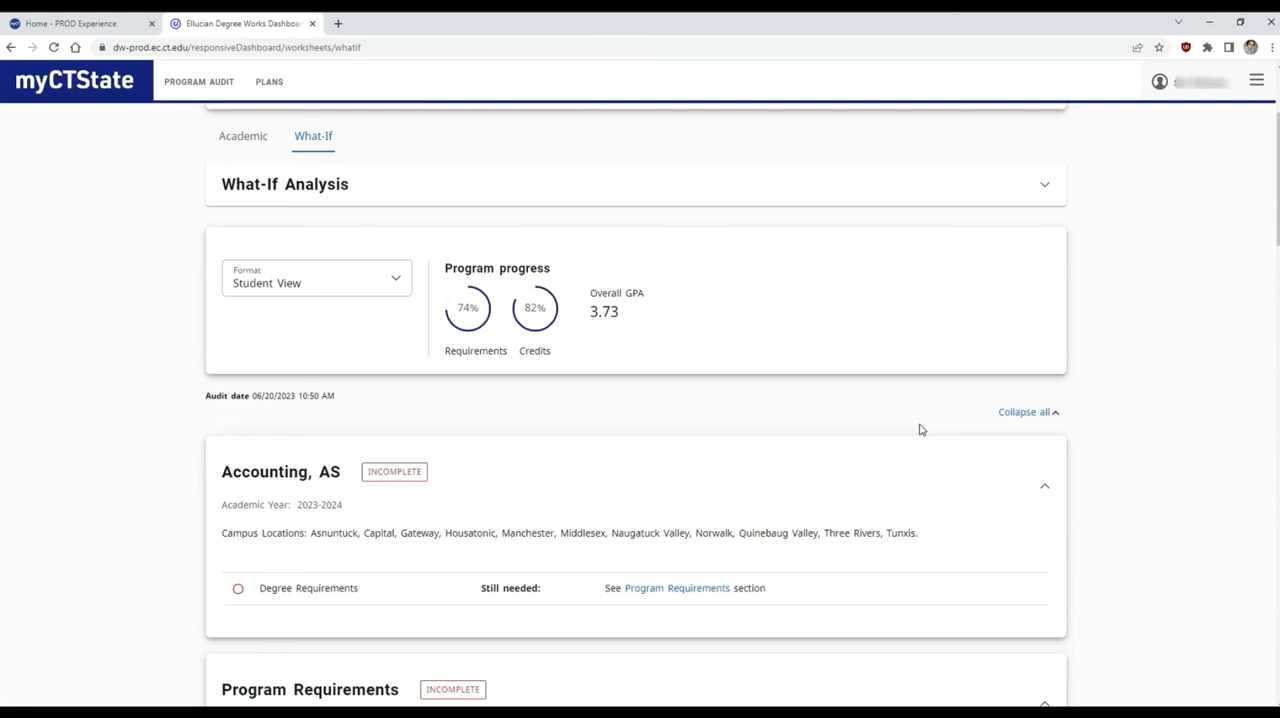 Home - PROD Experience
Ellucian Degree Works Dashboa
dw-prod.ec.ct.edu/responsiveDashboard/worksheets/whatif
myCTState
PROGRAM AUDIT
PLANS
Academic
What-If
What-If Analysis
Format
Student View
Program progress
74%
82%
Requirements
Credits
Overall GPA
3.73
Audit date 06/20/2023 10:50 AM
Collapse all
Accounting, AS
INCOMPLETE
Academic Year: 2023-2024
Campus Locations: Asnuntuck, Capital, Gateway, Housatonic, Manchester, Middlesex, Naugatuck Valley, Norwalk, Quinebaug Valley, Three Rivers, Tunxis.
Degree Requirements
Still needed:
See Program Requirements section
Program Requirements
INCOMPLETE